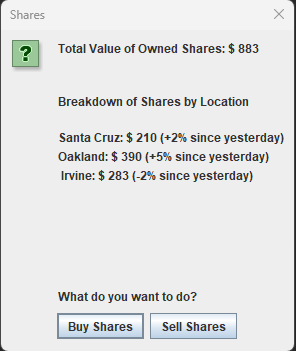 Shares
?
Total Value of Owned Shares: $ 883
Breakdown of Shares by Location
Santa Cruz: $ 210 (+2% since yesterday)
Oakland: $ 390 (+5% since yesterday)
Irvine: $ 283 (-2% since yesterday)
What do you want to do?
Buy Shares Sell Shares